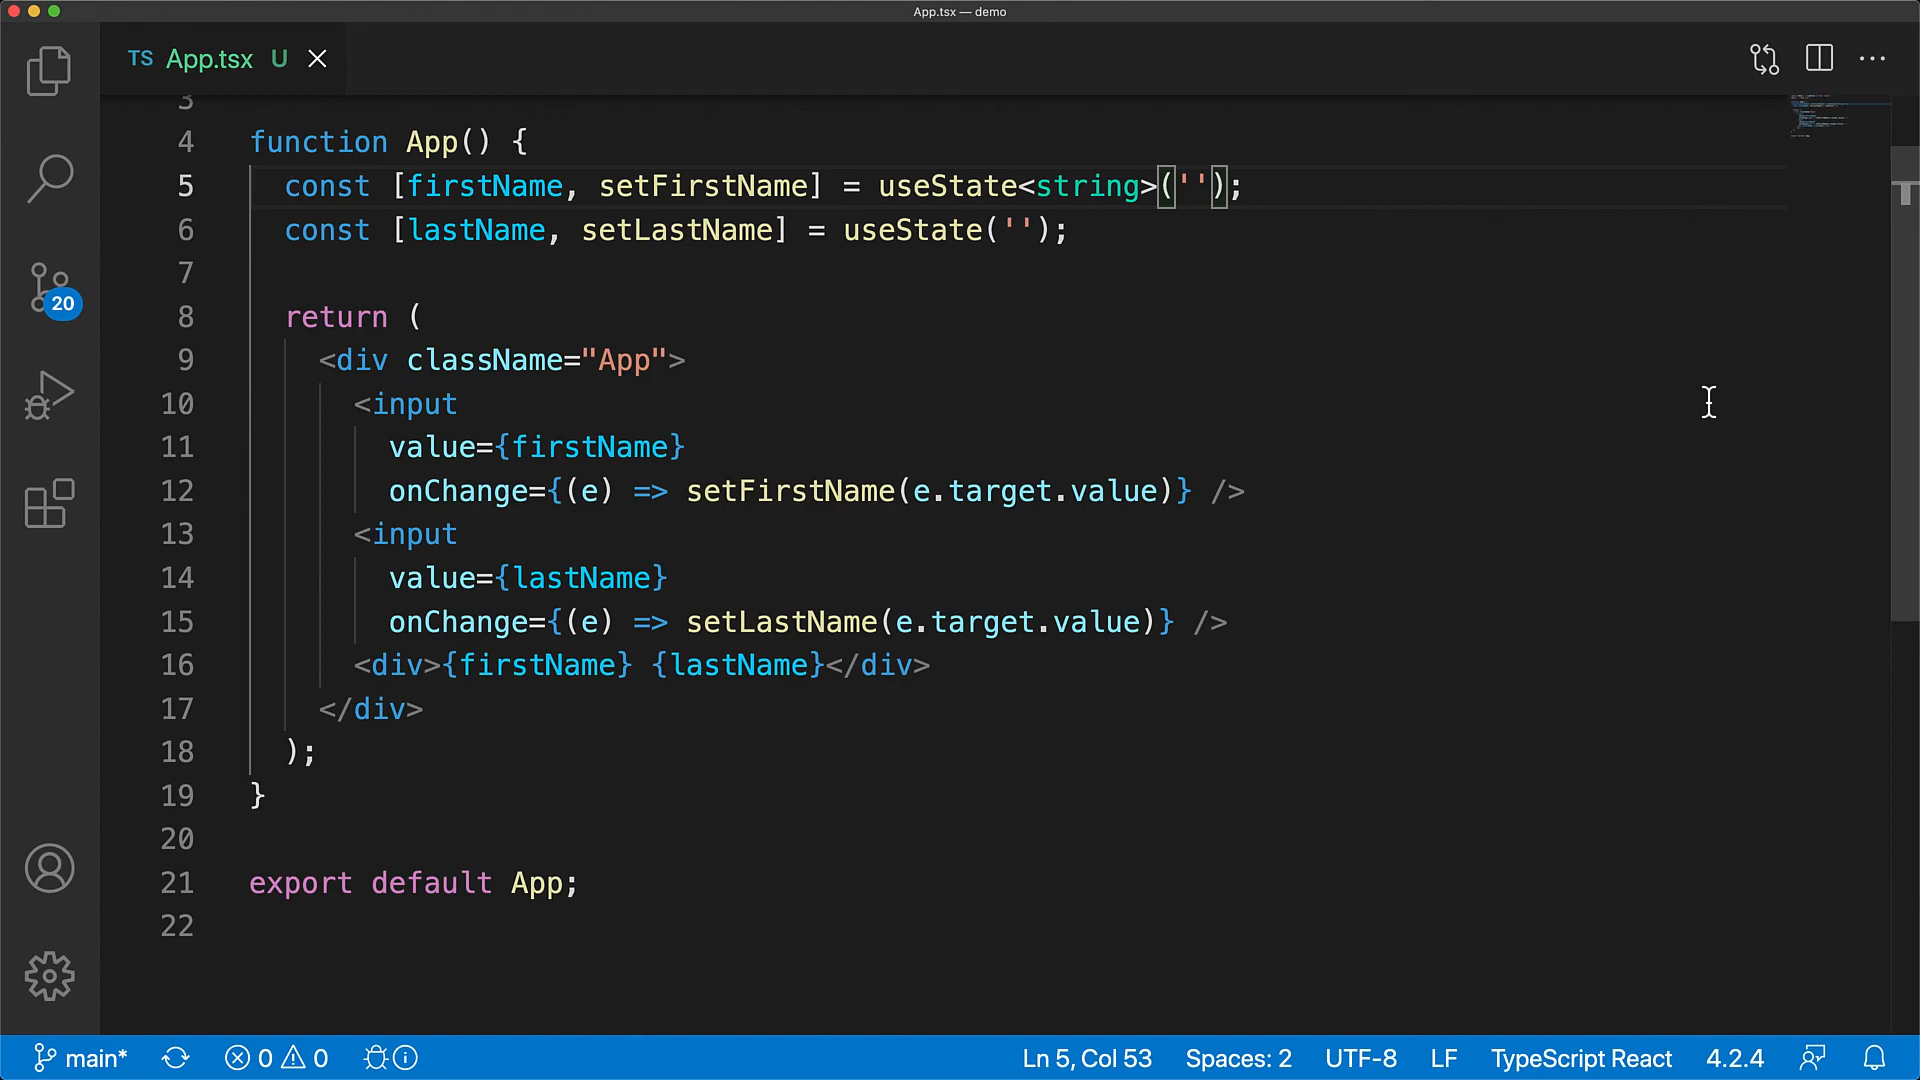 App.tsx — demo
TS App.tsx U
3
4 function App() {
5 const [firstName, setFirstName] = useState<string>('');
6 const [lastName, setLastName] = useState('');
7
8 return (
9 <div className="App">
10 <input
11 value={firstName}
12 onChange={(e) => setFirstName(e.target.value)} />
13 <input
14 value={lastName}
15 onChange={(e) => setLastName(e.target.value)} />
16 <div>{firstName} {lastName}</div>
17 </div>
18 );
19 }
20
21 export default App;
22
20
main* 0 0 Ln 5, Col 53 Spaces: 2 UTF-8 LF TypeScript React 4.2.4